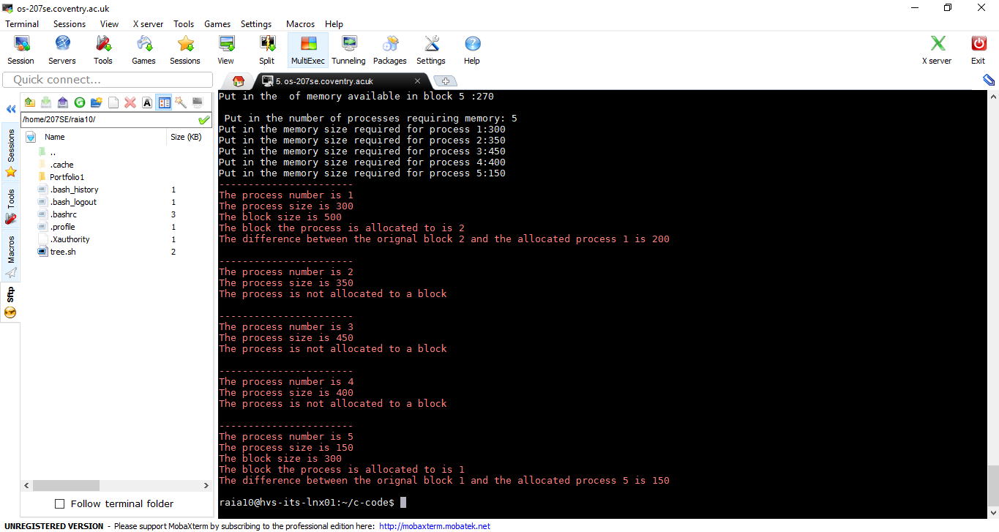 os-207se.coventry.ac.uk
Terminal Sessions View X server Tools Games Settings Macros Help
Session Servers Tools Games Sessions View Split MultiExec Tunneling Packages Settings Help X server Exit
Quick connect...
5. os-207se.coventry.ac.uk
/home/207SE/raia10/
Name Size (KB)
..
.cache
Portfolio1
.bash_history 1
.bash_logout 1
.bashrc 3
.profile 1
.Xauthority 1
tree.sh 2
Sessions
Tools
Macros
Sftp
Follow terminal folder
Put in the  of memory available in block 5 :270
Put in the number of processes requiring memory: 5
Put in the memory size required for process 1:300
Put in the memory size required for process 2:350
Put in the memory size required for process 3:450
Put in the memory size required for process 4:400
Put in the memory size required for process 5:150
-----------------------
The process number is 1
The process size is 300
The block size is 500
The block the process is allocated to is 2
The difference between the orignal block 2 and the allocated process 1 is 200
-----------------------
The process number is 2
The process size is 350
The process is not allocated to a block
-----------------------
The process number is 3
The process size is 450
The process is not allocated to a block
-----------------------
The process number is 4
The process size is 400
The process is not allocated to a block
-----------------------
The process number is 5
The process size is 150
The block size is 300
The block the process is allocated to is 1
The difference between the orignal block 1 and the allocated process 5 is 150
raia10@hvs-its-lnx01:~/c-code$
UNREGISTERED VERSION - Please support MobaXterm by subscribing to the professional edition here: http://mobaxterm.mobatek.net